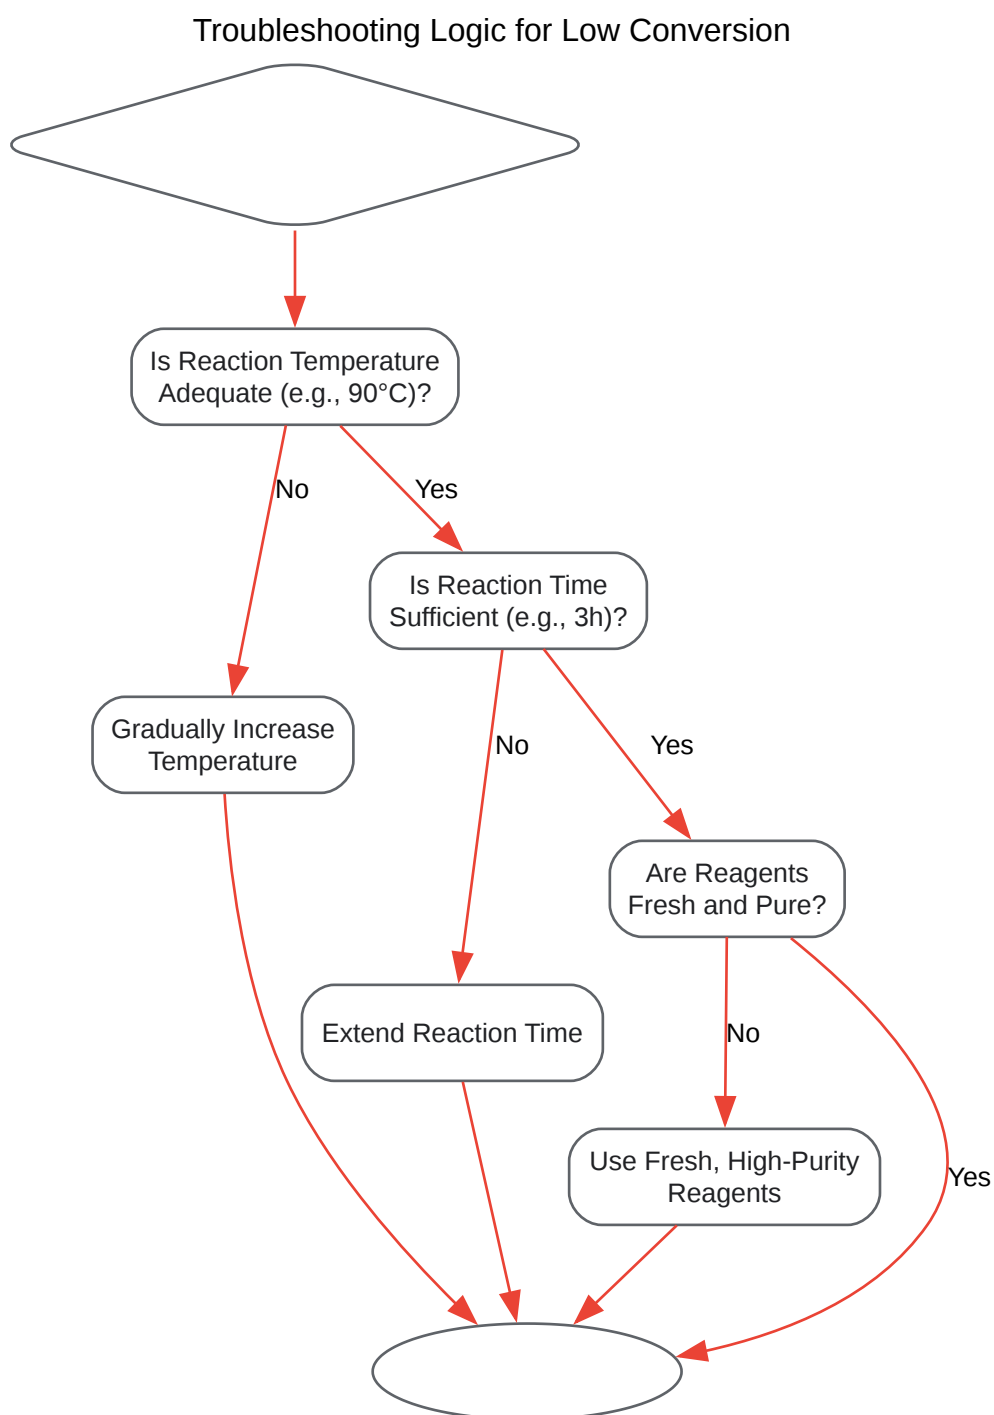 Troubleshooting Logic for Low Conversion
Is Reaction Temperature
Adequate (e.g., 90°C)?
No
Yes
Is Reaction Time
Sufficient (e.g., 3h)?
Gradually Increase
Temperature
No
Yes
Are Reagents
Fresh and Pure?
Extend Reaction Time
No
Use Fresh, High-Purity
Reagents
Yes